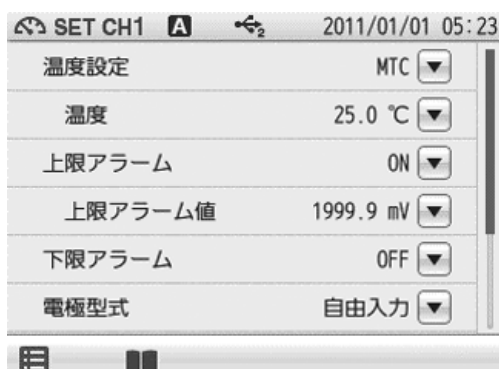 SET CH1 A 2 2011/01/01 05:23
温度設定 MTC
温度 25.0 ℃
上限アラーム ON
上限アラーム値 1999.9 mV
下限アラーム OFF
電極型式 自由入力